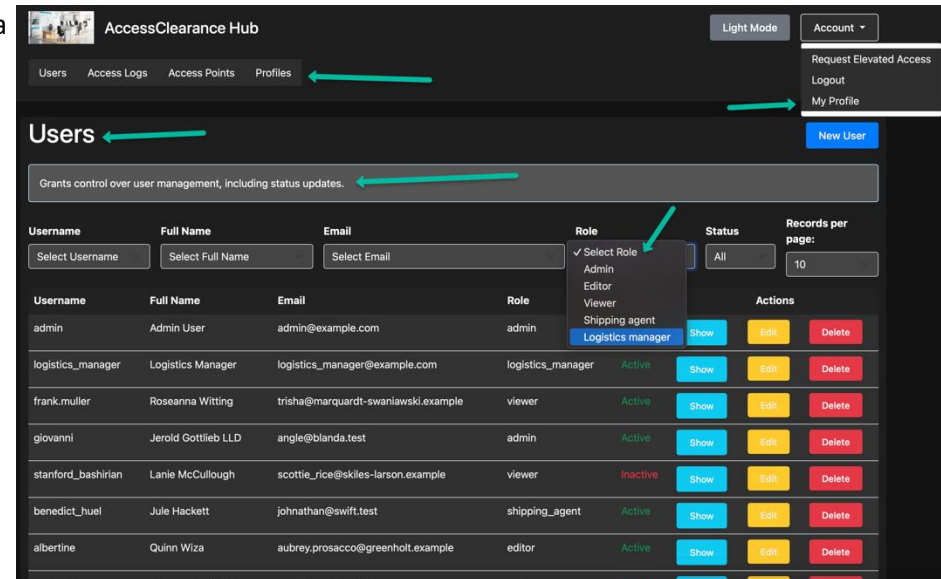 a
AccessClearance Hub
Light Mode
Account
Request Elevated Access
Logout
My Profile
Users Access Logs Access Points Profiles
Users
New User
Grants control over user management, including status updates.
Username Full Name Email Role Status Records per page:
Select Username Select Full Name Select Email All 10
✓ Select Role
Admin
Editor
Viewer
Shipping agent
Logistics manager
Username Full Name Email Role Actions
admin Admin User admin@example.com admin Show Edit Delete
logistics_manager Logistics Manager logistics_manager@example.com logistics_manager Active Show Edit Delete
frank.muller Roseanna Witting trisha@marquardt-swaniawski.example viewer Active Show Edit Delete
giovanni Jerold Gottlieb LLD angle@blanda.test admin Active Show Edit Delete
stanford_bashirian Lanie McCullough scottie_rice@skiles-larson.example viewer Inactive Show Edit Delete
benedict_huel Jule Hackett johnathan@swift.test shipping_agent Active Show Edit Delete
albertine Quinn Wiza aubrey.prosacco@greenholt.example editor Active Show Edit Delete